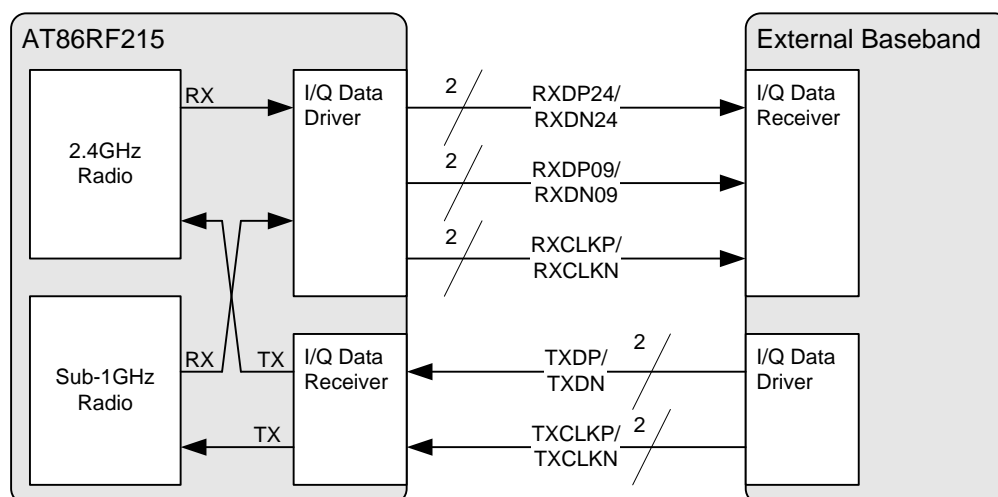 AT86RF215
External Baseband
2.4GHz
Radio
RX
I/Q Data
Driver
2
RXDP24/
RXDN24
2
RXDP09/
RXDN09
2
RXCLKP/
RXCLKN
I/Q Data
Receiver
Sub-1GHz
Radio
RX
TX
TX
I/Q Data
Receiver
TXDP/
TXDN
2
TXCLKP/
TXCLKN
2
I/Q Data
Driver